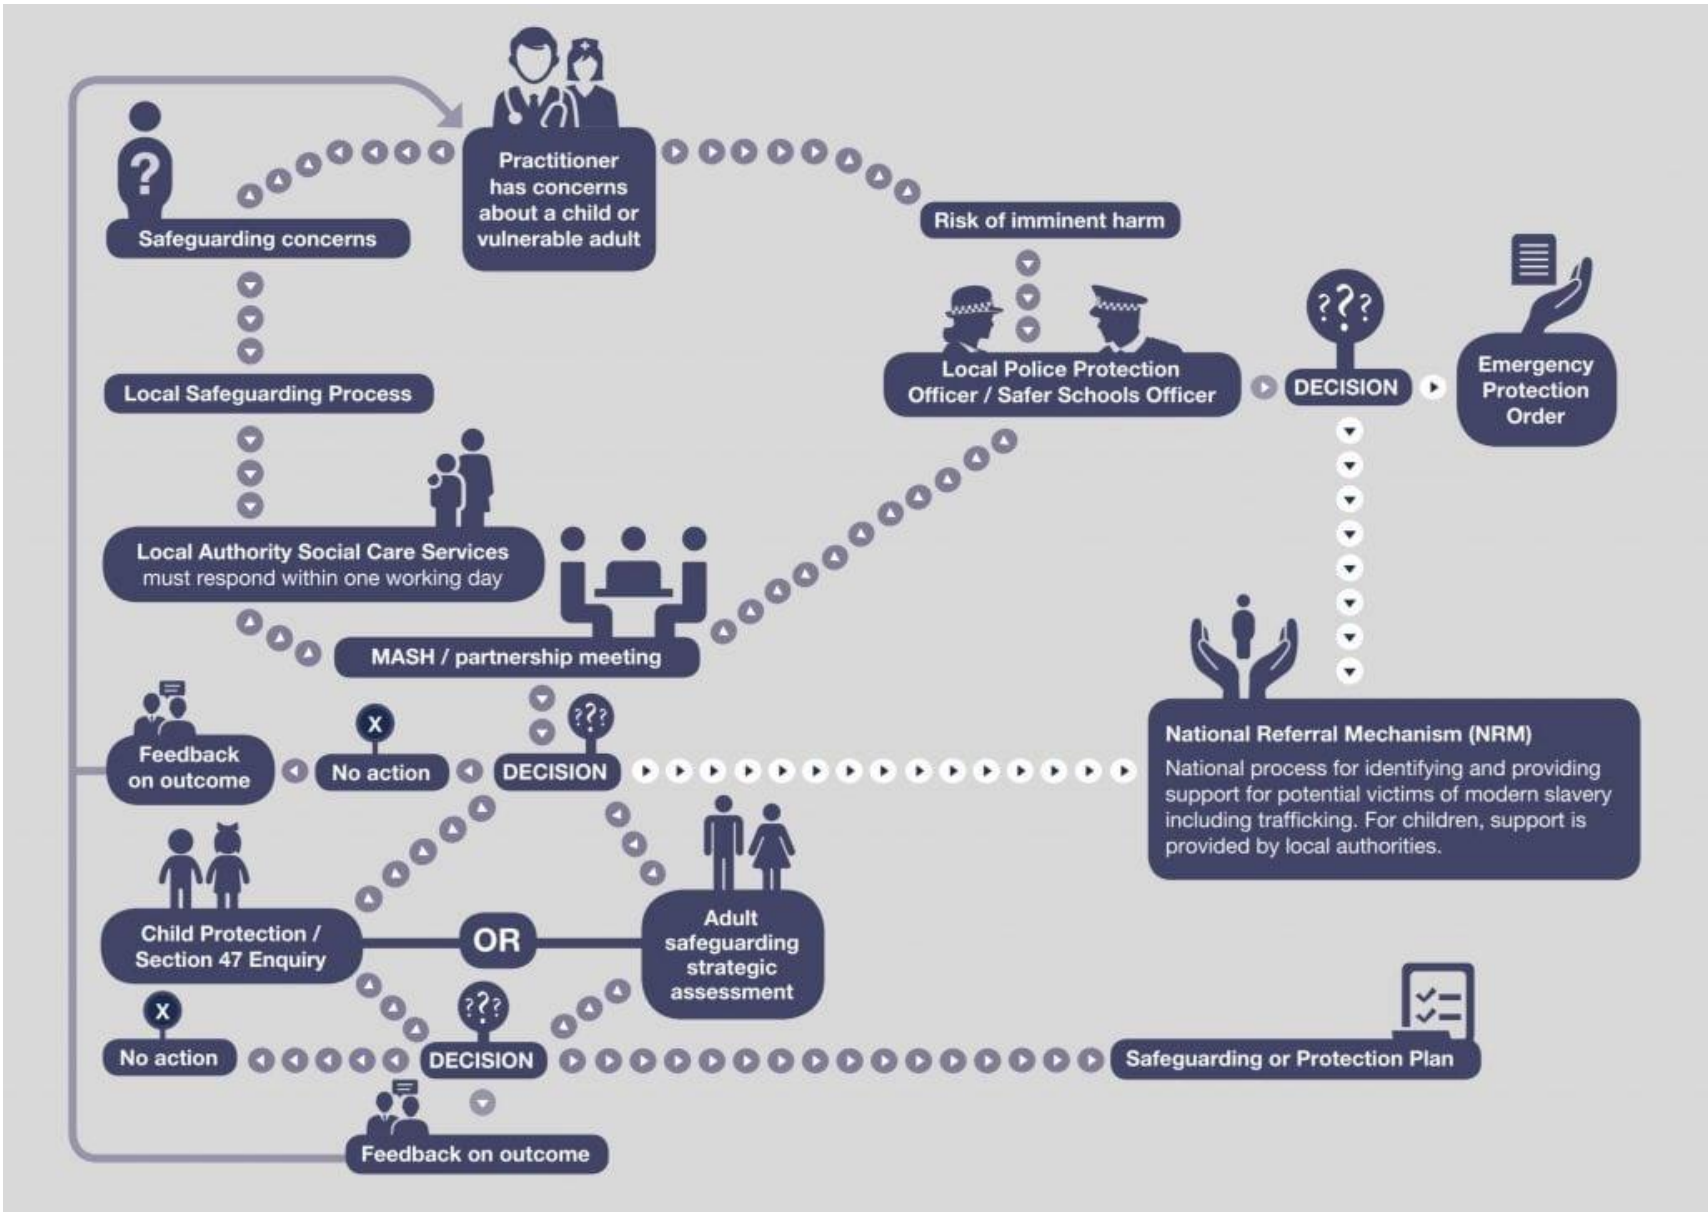 Practitioner
has concerns
about a child or
vulnerable adult
?
Safeguarding concerns
Risk of imminent harm
???
Local Police Protection
Officer / Safer Schools Officer
DECISION
Emergency
Protection
Order
Local Safeguarding Process
Local Authority Social Care Services
must respond within one working day
MASH / partnership meeting
Feedback
on outcome
X
No action
???
DECISION
National Referral Mechanism (NRM)
National process for identifying and providing
support for potential victims of modern slavery
including trafficking. For children, support is
provided by local authorities.
Child Protection /
Section 47 Enquiry
OR
Adult
safeguarding
strategic
assessment
X
No action
???
DECISION
Safeguarding or Protection Plan
Feedback on outcome